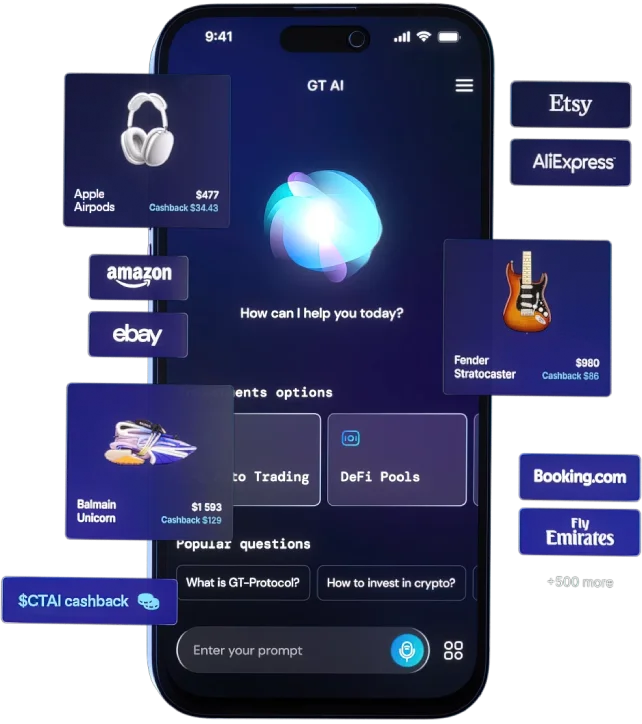 9:41
GT AI
Apple
Airpods
$477
Cashback $34.43
Etsy
AliExpress
amazon
ebay
How can I help you today?
Fender
Stratocaster
$980
Cashback $86
ents options
to Trading
DeFi Pools
Balmain
Unicorn
$1 593
Cashback $129
Booking.com
Fly
Emirates
+500 more
Popular questions
What is GT-Protocol?
How to invest in crypto?
$CTAI cashback
Enter your prompt